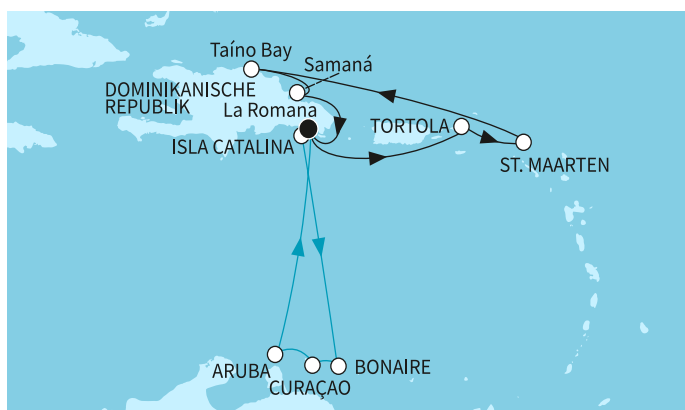 Taíno Bay
Samaná
DOMINIKANISCHE
REPUBLIK
La Romana
ISLA CATALINA
TORTOLA
ST. MAARTEN
ARUBA
CURAÇAO
BONAIRE